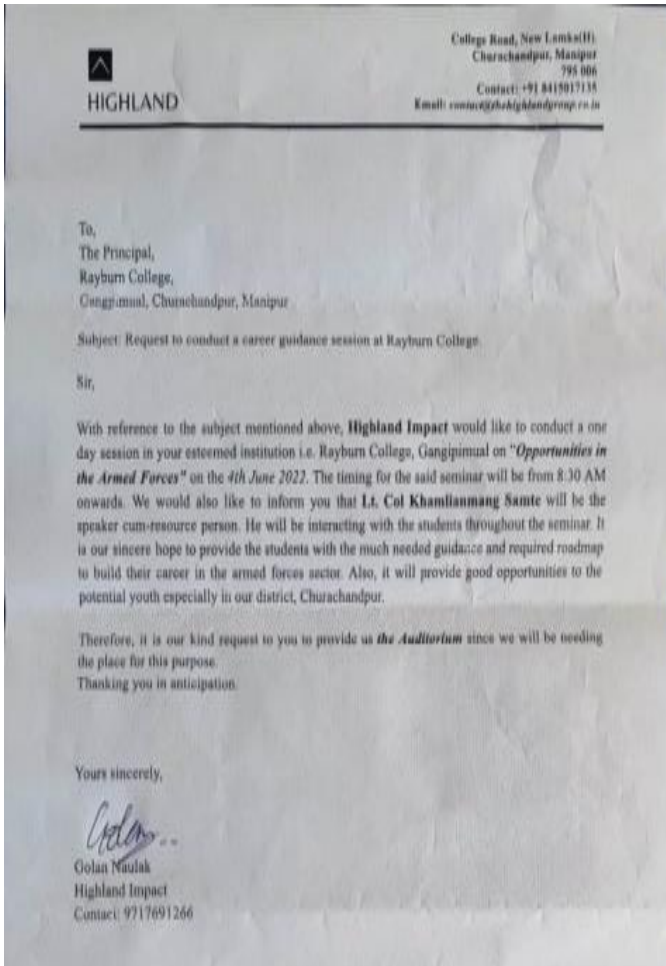 College Road, New Lamka(H)
Churachandpur, Manipur
795 006
Contact: +91 8415017135
Email: contact@thehighlandgroup.co.in
HIGHLAND
To,
The Principal,
Rayburn College,
Gangpimual, Churachandpur, Manipur
Subject: Request to conduct a career guidance session at Rayburn College.
Sir,
With reference to the subject mentioned above, Highland Impact would like to conduct a one
day session in your esteemed institution i.e. Rayburn College, Gangipimual on "Opportunities in
the Armed Forces" on the 4th June 2022. The timing for the said seminar will be from 8:30 AM
onwards. We would also like to inform you that Lt. Col Khamlianmang Samte will be the
speaker cum-resource person. He will be interacting with the students throughout the seminar. It
is our sincere hope to provide the students with the much needed guidance and required roadmap
to build their career in the armed forces sector. Also, it will provide good opportunities to the
potential youth especially in our district, Churachandpur.
Therefore, it is our kind request to you to provide us the Auditorium since we will be needing
the place for this purpose.
Thanking you in anticipation.
Yours sincerely,
Golan Naulak
Highland Impact
Contact: 9717691266